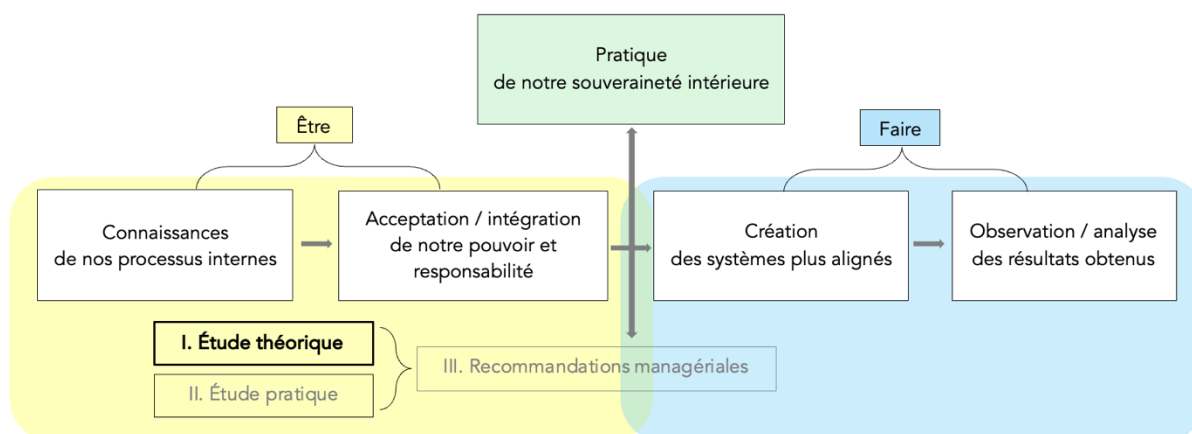 Pratique
de notre souveraineté intérieure
Être
Faire
Connaissances
de nos processus internes
Acceptation / intégration
de notre pouvoir et
responsabilité
Création
des systèmes plus alignés
Observation / analyse
des résultats obtenus
I. Étude théorique
II. Étude pratique
III. Recommandations managériales